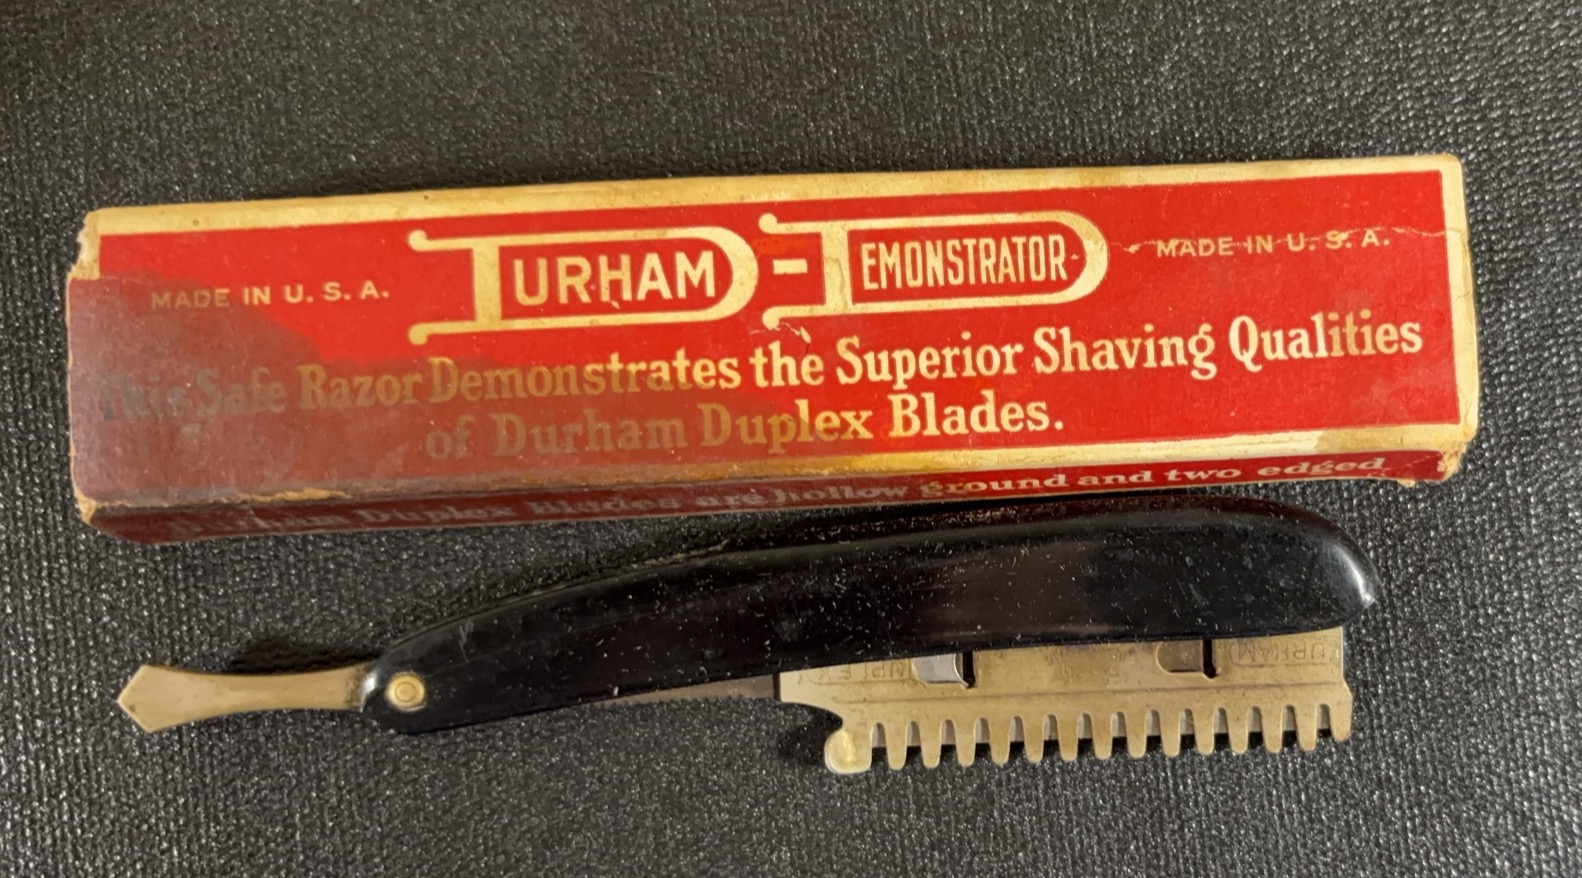 MADE IN U. S. A.
DURHAM-DEMONSTRATOR
MADE IN U. S. A.
This Safe Razor Demonstrates the Superior Shaving Qualities
of Durham Duplex Blades.
Durham Duplex Blades are hollow ground and two edged
DUPLEX
DURHAM